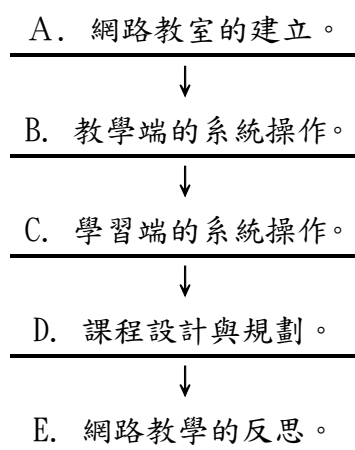 A. 網路教室的建立。
↓
B. 教學端的系統操作。
↓
C. 學習端的系統操作。
↓
D. 課程設計與規劃。
↓
E. 網路教學的反思。